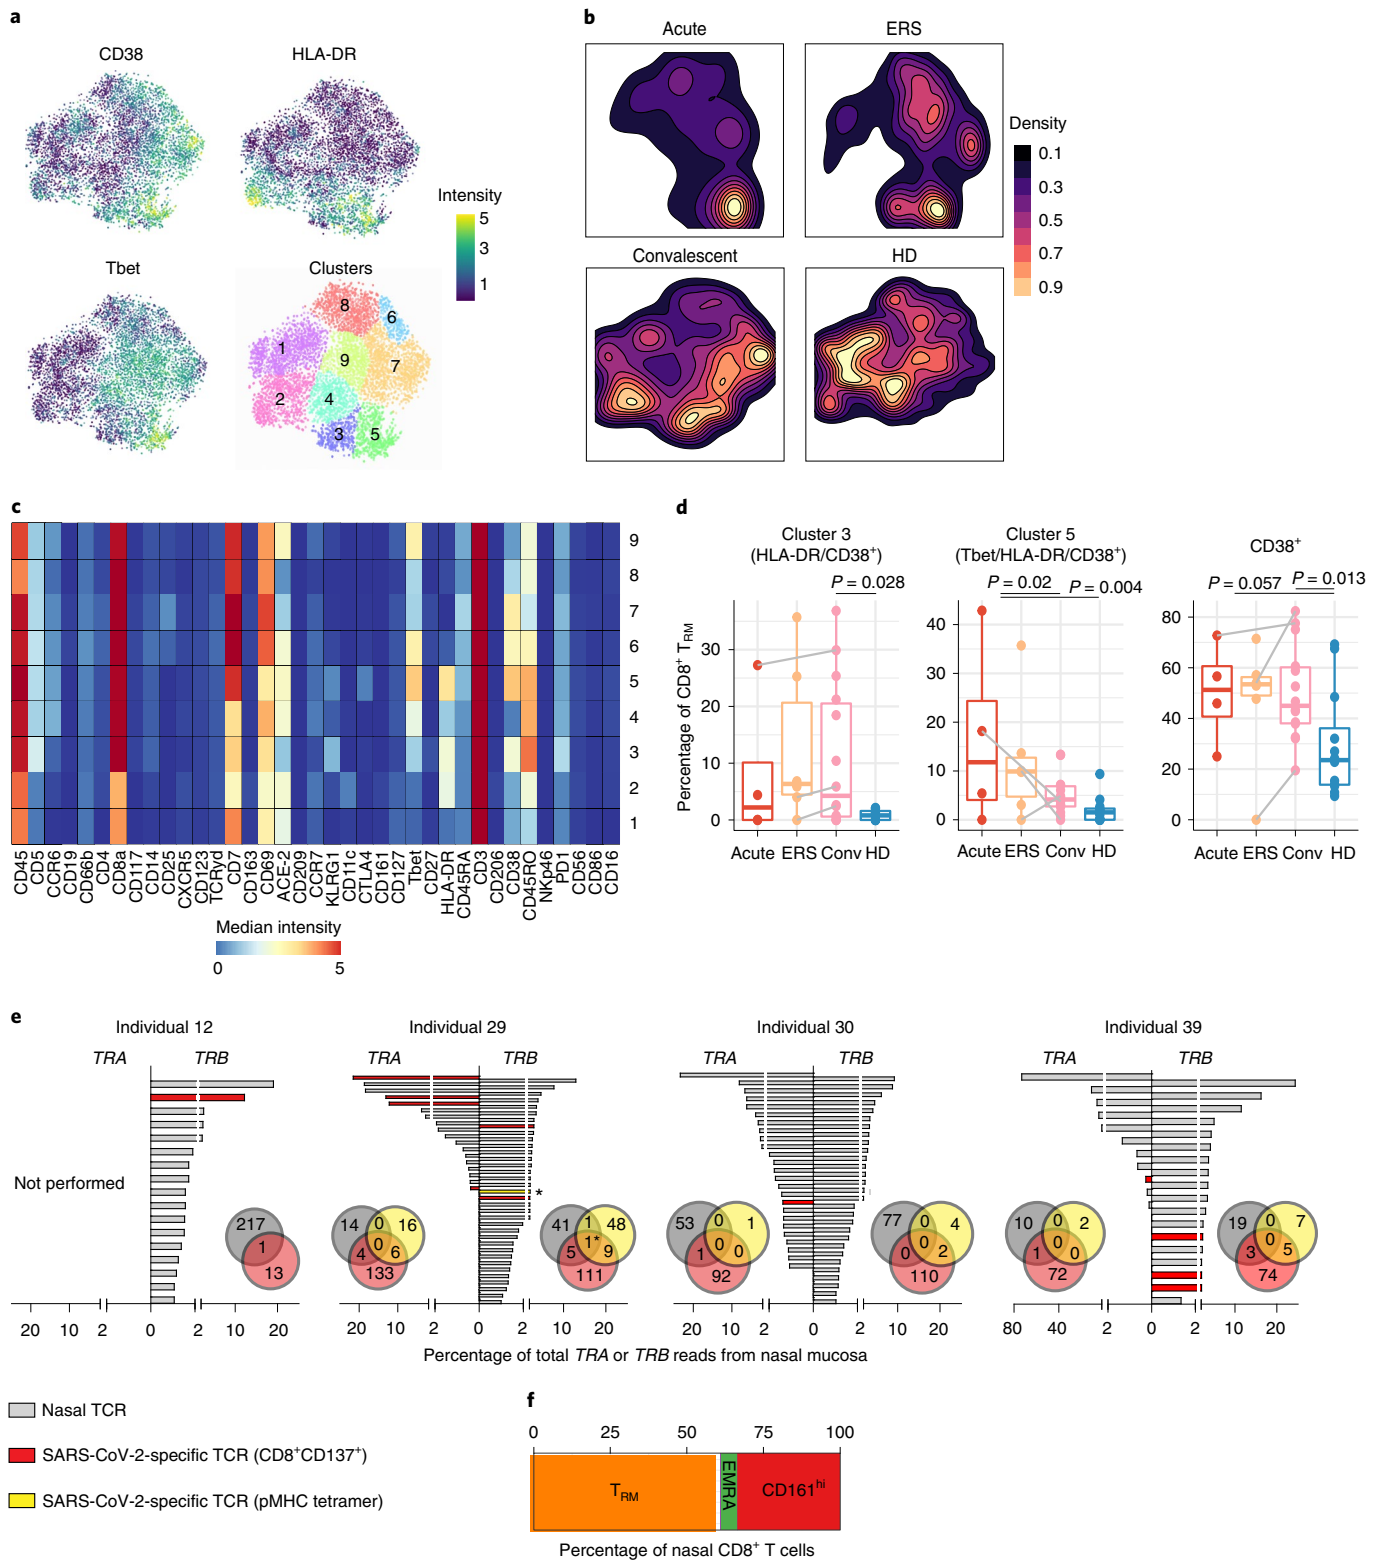 a
CD38
HLA-DR
Intensity
5
3
1
Tbet
Clusters
8
6
1
9
7
2
4
3
5
b
Acute
ERS
Convalescent
HD
Density
0.1
0.3
0.5
0.7
0.9
c
9
8
7
6
5
4
3
2
1
CD45
CD5
CCR6
CD19
CD66b
CD4
CD8a
CD117
CD14
CD25
CXCR5
CD123
TCRyd
CD7
CD163
CD69
ACE-2
CD209
CCR7
KLRG1
CD11c
CTLA4
CD161
CD127
Tbet
CD27
HLA-DR
CD45RA
CD3
CD206
CD38
CD45RO
NKp46
PD1
CD56
CD86
CD16
Median intensity
0 5
d
Percentage of CD8+ TRM
Cluster 3
(HLA-DR/CD38+)
P = 0.028
30
20
10
0
Acute ERS Conv HD
Cluster 5
(Tbet/HLA-DR/CD38+)
P = 0.02
P = 0.004
40
30
20
10
0
Acute ERS Conv HD
CD38+
P = 0.057
P = 0.013
80
60
40
20
0
Acute ERS Conv HD
e
Individual 12
TRA TRB
Not performed
217
1
13
20 10 2 0 2 10 20
Individual 29
TRA TRB
*
14 0 16
0
4 6
133
41 1 48
1*
5 9
111
20 10 2 0 2 10 20
Individual 30
TRA TRB
53 0 1
0
1 0
92
77 0 4
0
0 2
110
20 10 2 0 2 10 20
Individual 39
TRA TRB
10 0 2
0
1 0
72
19 0 7
0
3 5
74
80 40 2 0 2 10 20
Percentage of total TRA or TRB reads from nasal mucosa
Nasal TCR
SARS-CoV-2-specific TCR (CD8+CD137+)
SARS-CoV-2-specific TCR (pMHC tetramer)
f
0 25 50 75 100
TRM
EMRA
CD161hi
Percentage of nasal CD8+ T cells